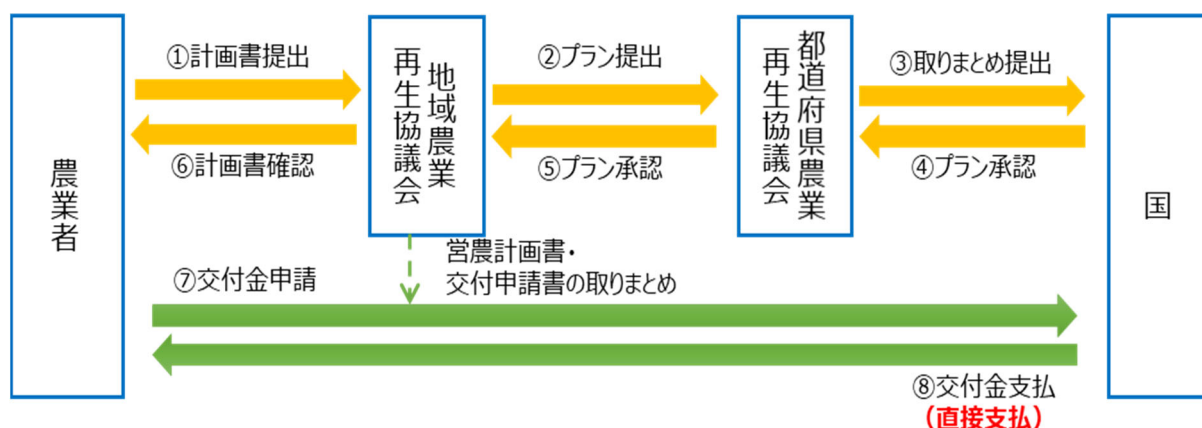 農業者
①計画書提出
⑥計画書確認
地域農業
再生協議会
②プラン提出
⑤プラン承認
都道府県農業
再生協議会
③取りまとめ提出
④プラン承認
国
営農計画書・
交付申請書の取りまとめ
⑦交付金申請
⑧交付金支払
（直接支払）